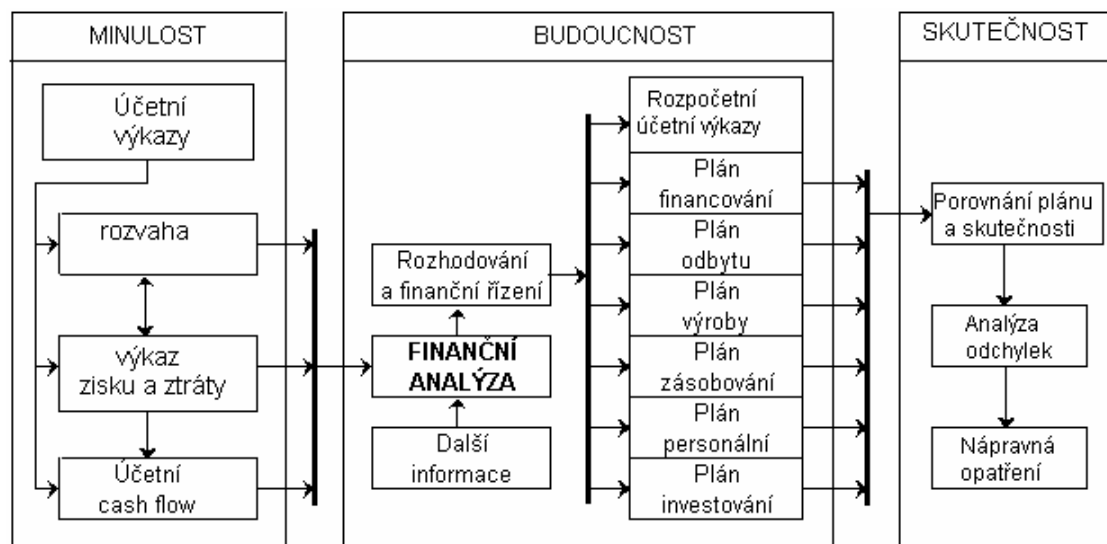 MINULOST
Účetní
výkazy
rozvaha
výkaz
zisku a ztráty
Účetní
cash flow
BUDOUCNOST
Rozhodování
a finanční řízení
FINANČNÍ
ANALÝZA
Další
informace
Rozpočetní
účetní výkazy
Plán
financování
Plán
odbytu
Plán
výroby
Plán
zásobování
Plán
personální
Plán
investování
SKUTEČNOST
Porovnání plánu
a skutečnosti
Analýza
odchylek
Nápravná
opatření